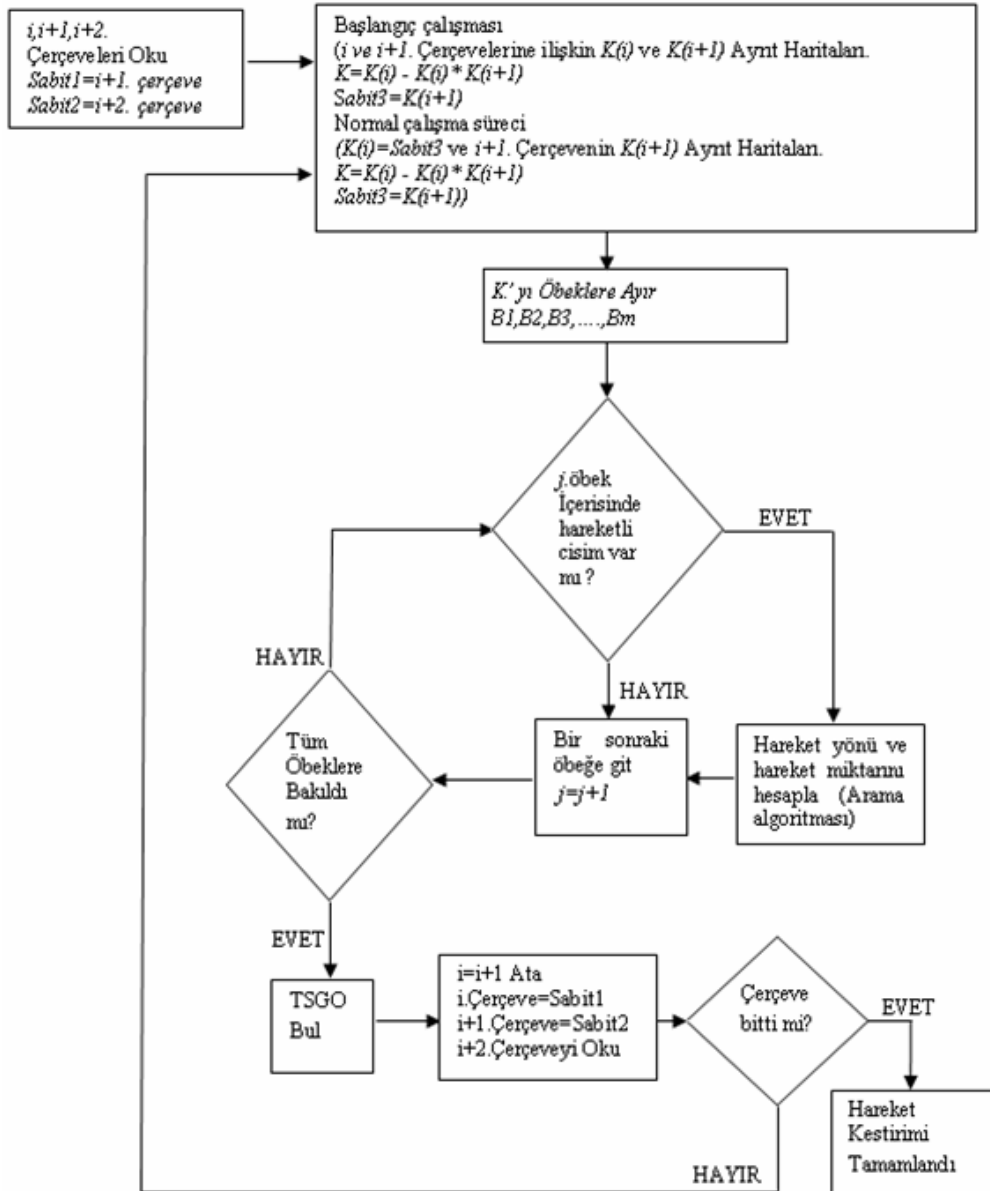 i,i+1,i+2.
Çerçeveleri Oku
Sabit1=i+1. çerçeve
Sabit2=i+2. çerçeve
Başlangıç çalışması
(i ve i+1. Çerçevelerine ilişkin K(i) ve K(i+1) Ayrıt Haritaları.
K=K(i) - K(i) * K(i+1)
Sabit3=K(i+1)
Normal çalışma süreci
(K(i)=Sabit3 ve i+1. Çerçevenin K(i+1) Ayrıt Haritaları.
K=K(i) - K(i) * K(i+1)
Sabit3=K(i+1))
K' yı Öbeklere Ayır
B1,B2,B3,....,Bm
j.öbek
İçerisinde
hareketli
cisim var
mı ?
EVET
HAYIR
HAYIR
Tüm
Öbeklere
Bakıldı
mı?
Bir sonraki
öbeğe git
j=j+1
Hareket yönü ve
hareket miktarını
hesapla (Arama
algoritması)
EVET
TSGO
Bul
i=i+1 Ata
i.Çerçeve=Sabit1
i+1.Çerçeve=Sabit2
i+2.Çerçeveyi Oku
Çerçeve
bitti mi?
EVET
HAYIR
Hareket
Kestirimi
Tamamlandı